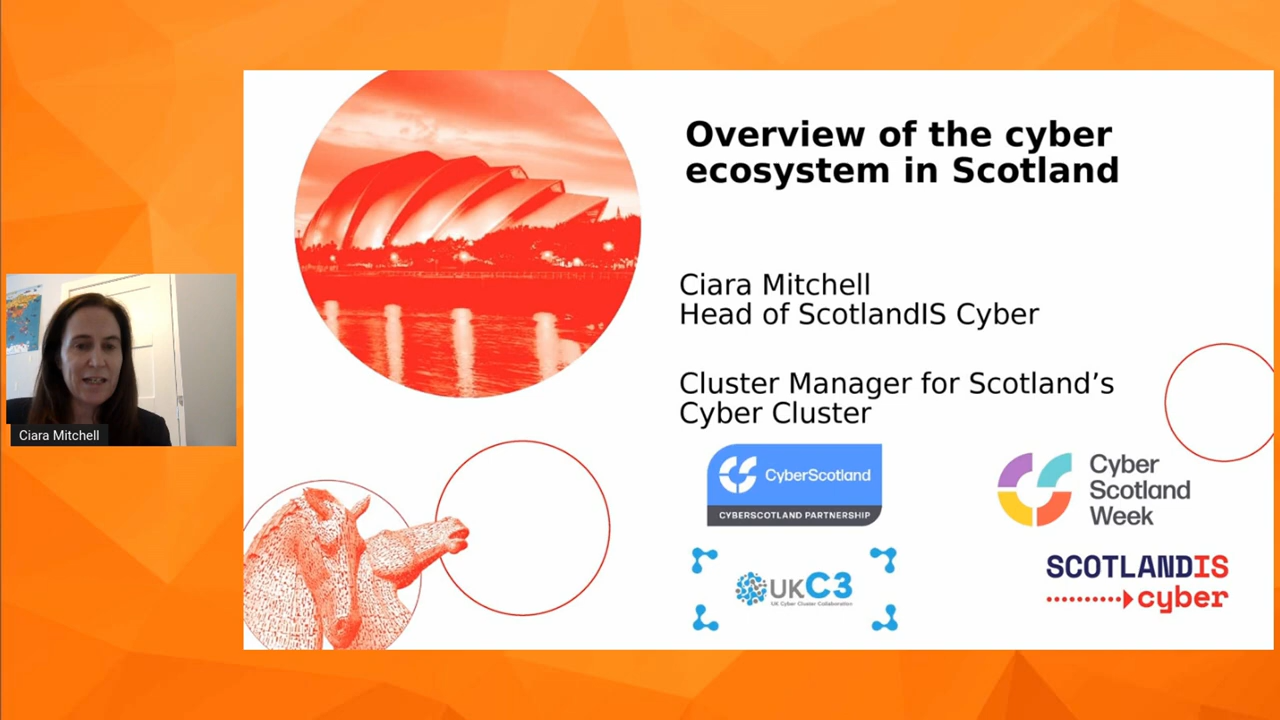 Overview of the cyber
ecosystem in Scotland
Ciara Mitchell
Head of ScotlandIS Cyber
Cluster Manager for Scotland’s
Cyber Cluster
CyberScotland
CYBERSCOTLAND PARTNERSHIP
Cyber
Scotland
Week
UKC3
UK Cyber Cluster Collaboration
SCOTLANDIS
cyber
Ciara Mitchell